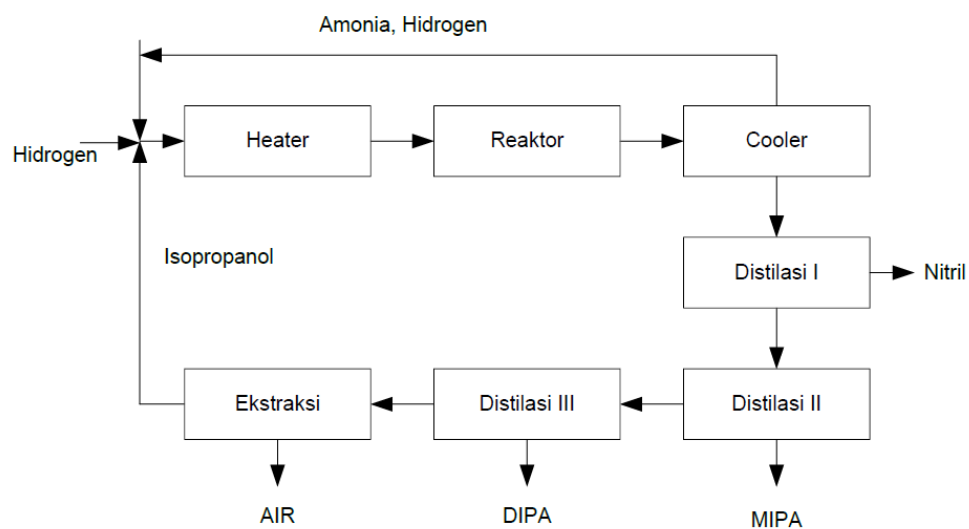 Amonia, Hidrogen
Heater
Reaktor
Cooler
Hidrogen
Isopropanol
Distilasi I
Nitril
Ekstraksi
Distilasi III
Distilasi II
AIR
DIPA
MIPA